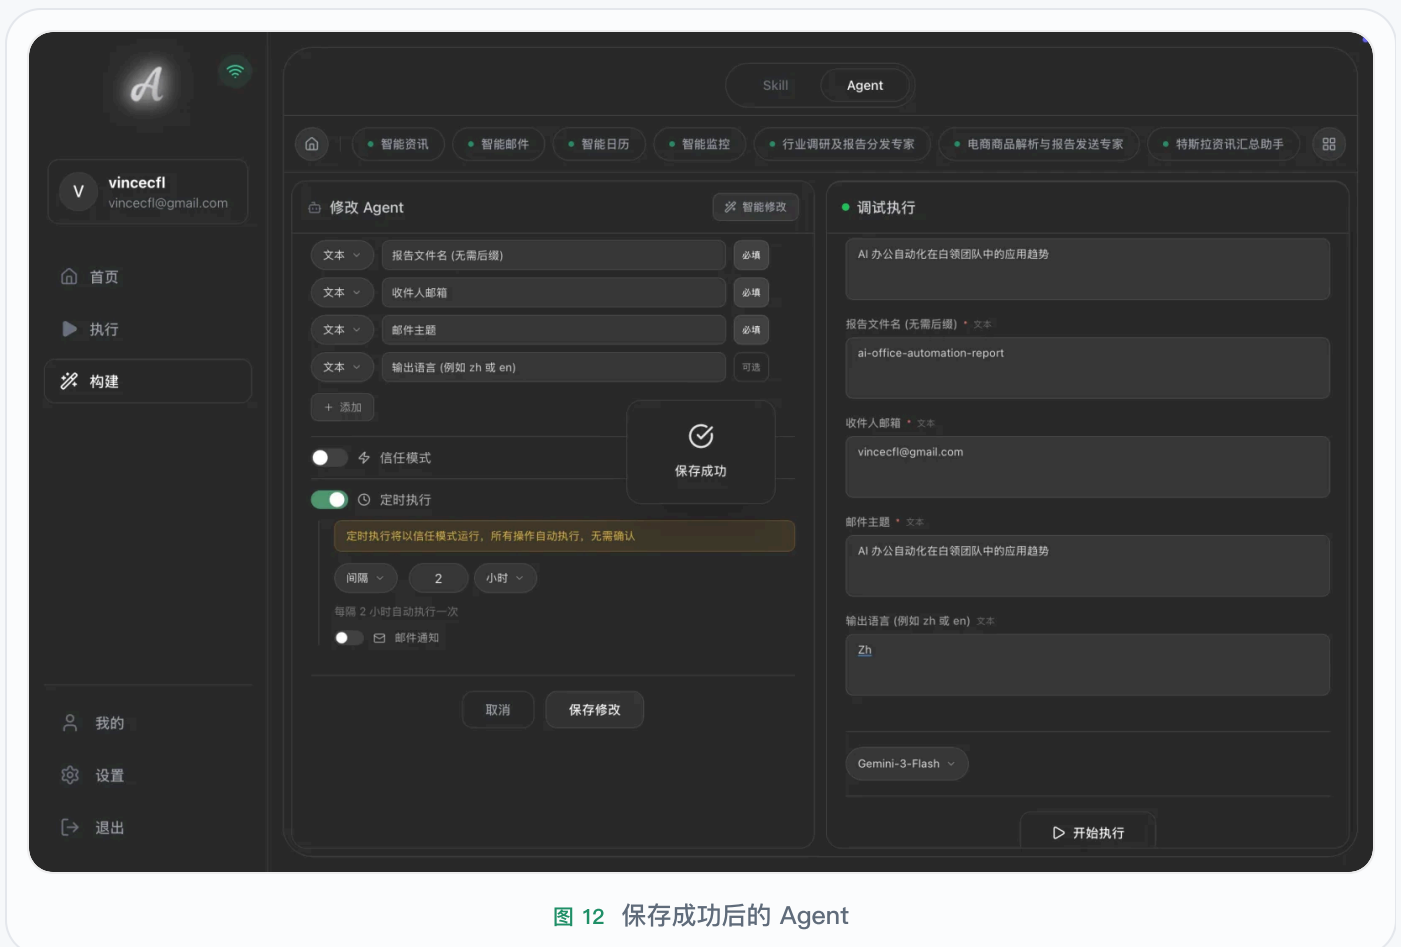 A
V
vincecfl
vincecfl@gmail.com
首页
执行
构建
我的
设置
退出
Skill
Agent
智能资讯
智能邮件
智能日历
智能监控
行业调研及报告分发专家
电商商品解析与报告发送专家
特斯拉资讯汇总助手
修改 Agent
智能修改
文本
报告文件名 (无需后缀)
必填
文本
收件人邮箱
必填
文本
邮件主题
必填
文本
输出语言 (例如 zh 或 en)
可选
+ 添加
信任模式
保存成功
定时执行
定时执行将以信任模式运行，所有操作自动执行，无需确认
间隔
2
小时
每隔 2 小时自动执行一次
邮件通知
取消
保存修改
调试执行
AI 办公自动化在白领团队中的应用趋势
报告文件名 (无需后缀) * 文本
ai-office-automation-report
收件人邮箱 * 文本
vincecfl@gmail.com
邮件主题 * 文本
AI 办公自动化在白领团队中的应用趋势
输出语言 (例如 zh 或 en) 文本
Zh
Gemini-3-Flash
开始执行
图 12 保存成功后的 Agent